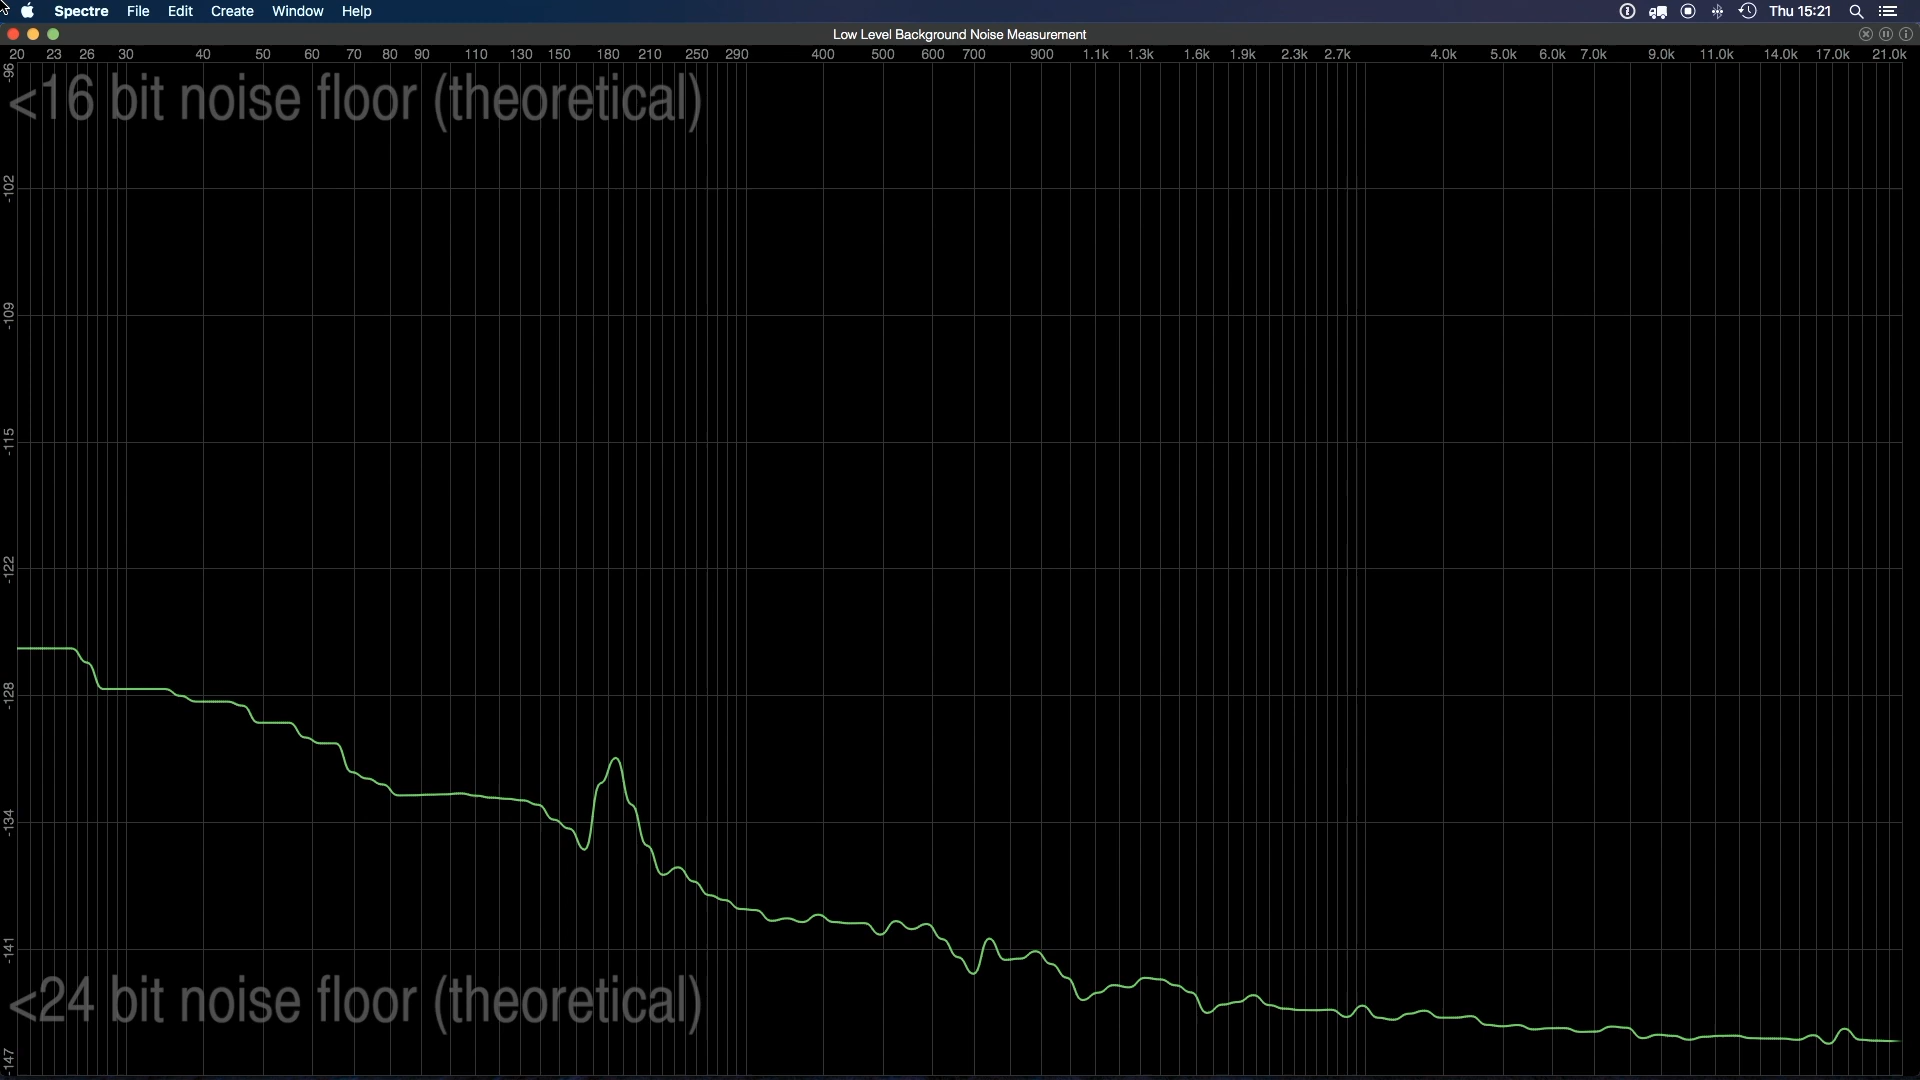 Spectre File Edit Create Window Help Thu 15:21
Low Level Background Noise Measurement
20 23 26 30 40 50 60 70 80 90 110 130 150 180 210 250 290 400 500 600 700 900 1.1k 1.3k 1.6k 1.9k 2.3k 2.7k 4.0k 5.0k 6.0k 7.0k 9.0k 11.0k 14.0k 17.0k 21.0k
-96
<16 bit noise floor (theoretical)
-102
-109
-115
-122
-128
-134
-141
<24 bit noise floor (theoretical)
-147